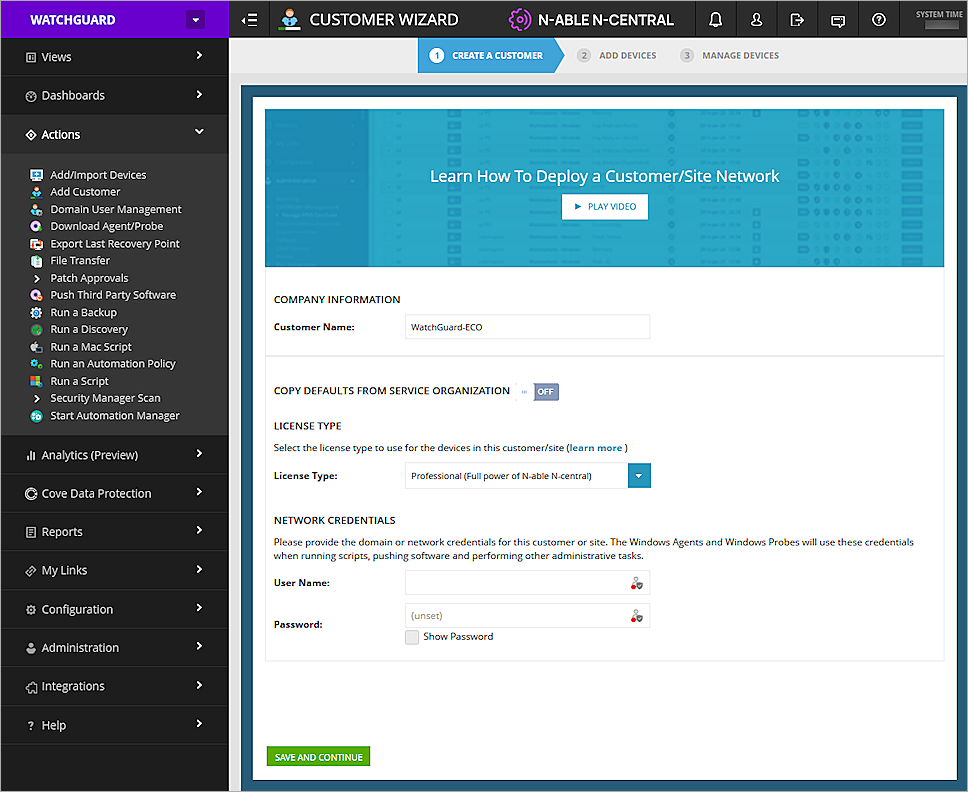 WATCHGUARD
CUSTOMER WIZARD
N-ABLE N-CENTRAL
SYSTEM TIME
1 CREATE A CUSTOMER
2 ADD DEVICES
3 MANAGE DEVICES
Views
Dashboards
Actions
Add/Import Devices
Add Customer
Domain User Management
Download Agent/Probe
Export Last Recovery Point
File Transfer
Patch Approvals
Push Third Party Software
Run a Backup
Run a Discovery
Run a Mac Script
Run an Automation Policy
Run a Script
Security Manager Scan
Start Automation Manager
Analytics (Preview)
Cove Data Protection
Reports
My Links
Configuration
Administration
Integrations
? Help
Learn How To Deploy a Customer/Site Network
PLAY VIDEO
COMPANY INFORMATION
Customer Name: WatchGuard-ECO
COPY DEFAULTS FROM SERVICE ORGANIZATION OFF
LICENSE TYPE
Select the license type to use for the devices in this customer/site (learn more )
License Type: Professional (Full power of N-able N-central)
NETWORK CREDENTIALS
Please provide the domain or network credentials for this customer or site. The Windows Agents and Windows Probes will use these credentials
when running scripts, pushing software and performing other administrative tasks.
User Name:
Password: (unset)
Show Password
SAVE AND CONTINUE